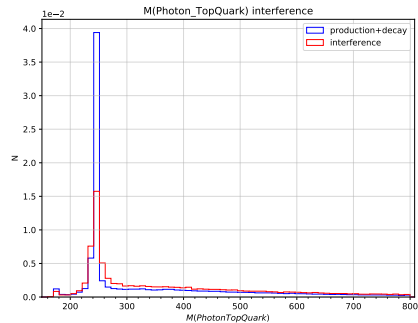 M(Photon_TopQuark) interference
1e−2
production+decay
interference
4.0
3.5
3.0
2.5
2.0
1.5
1.0
0.5
0.0
N
200 300 400 500 600 700 800
M(PhotonTopQuark)